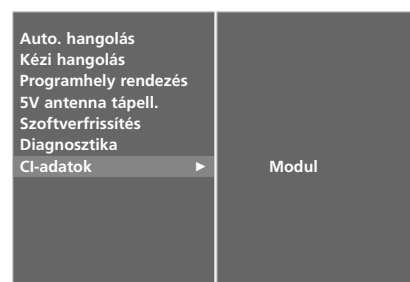 Auto. hangolás
Kézi hangolás
Programhely rendezés
5V antenna tápell.
Szoftverfrissítés
Diagnosztika
CI-adatok ► Modul